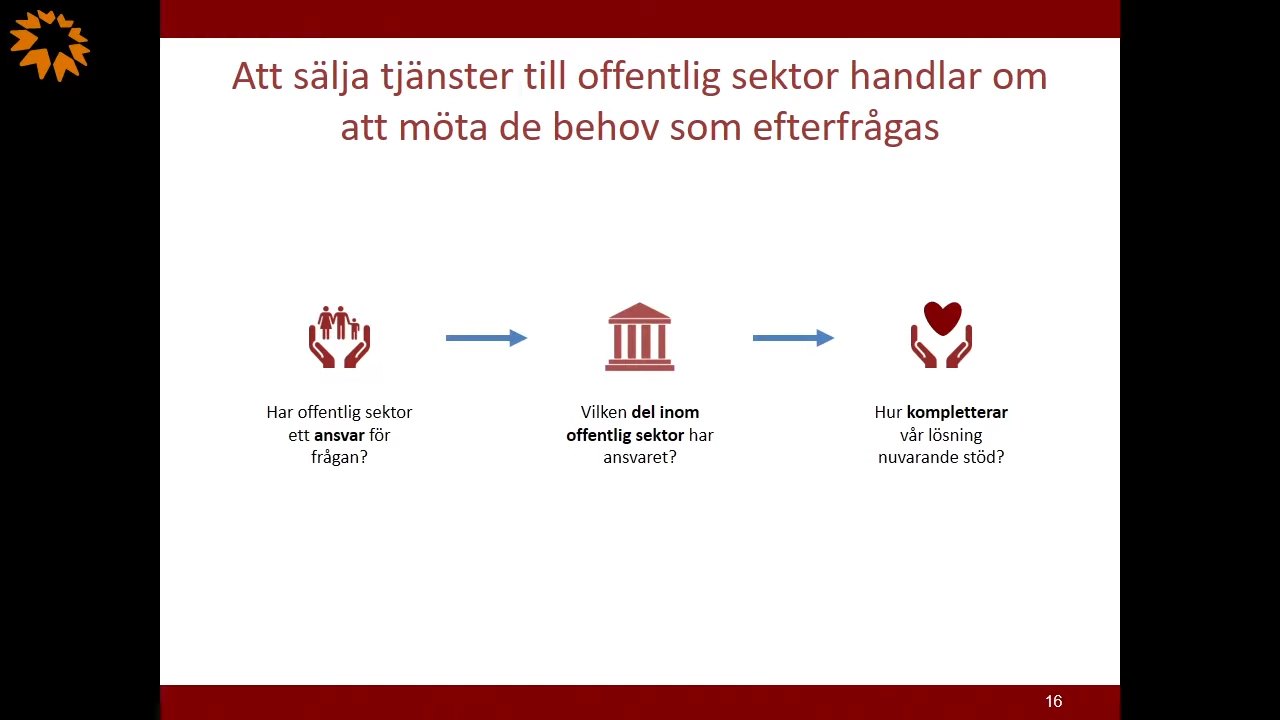 Att sälja tjänster till offentlig sektor handlar om
att möta de behov som efterfrågas
Har offentlig sektor
ett ansvar för
frågan?
Vilken del inom
offentlig sektor har
ansvaret?
Hur kompletterar
vår lösning
nuvarande stöd?
16